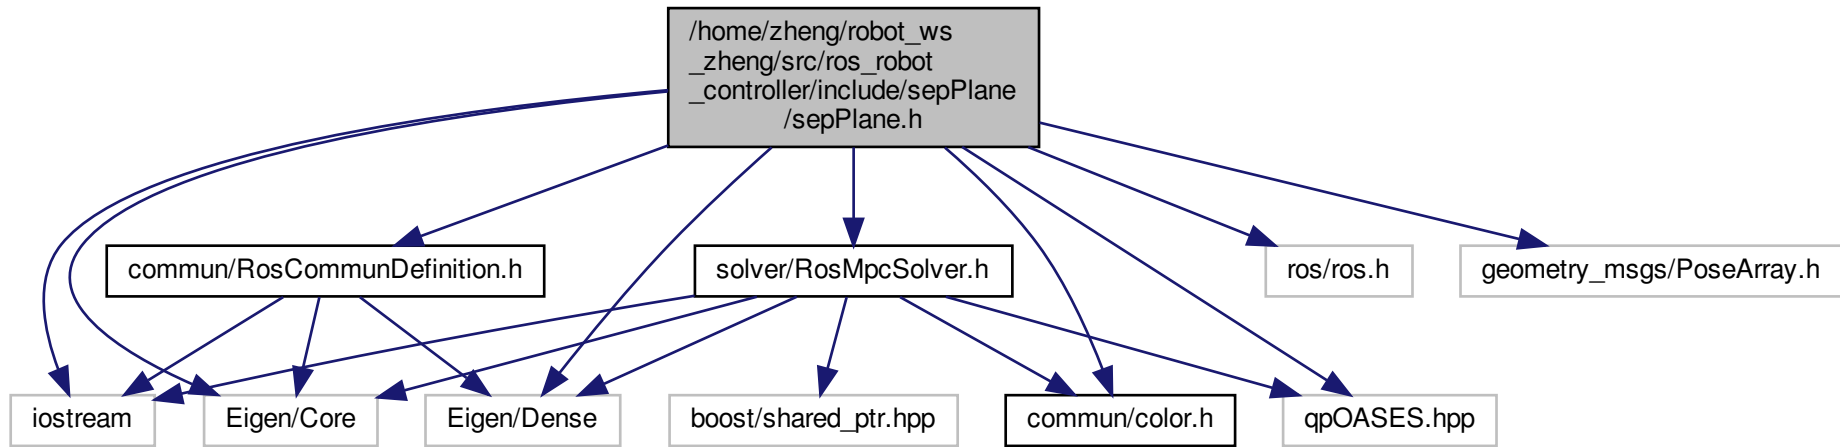 /home/zheng/robot_ws
_zheng/src/ros_robot
_controller/include/sepPlane
/sepPlane.h
commun/RosCommunDefinition.h
solver/RosMpcSolver.h
ros/ros.h
geometry_msgs/PoseArray.h
iostream
Eigen/Core
Eigen/Dense
boost/shared_ptr.hpp
commun/color.h
qpOASES.hpp